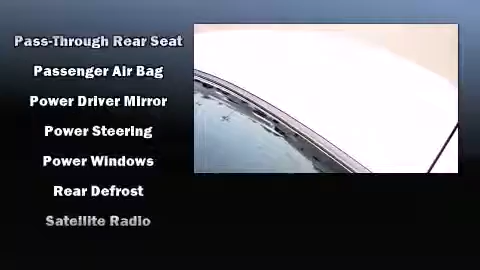 Pass-Through Rear Seat
Passenger Air Bag
Power Driver Mirror
Power Steering
Power Windows
Rear Defrost
Satellite Radio